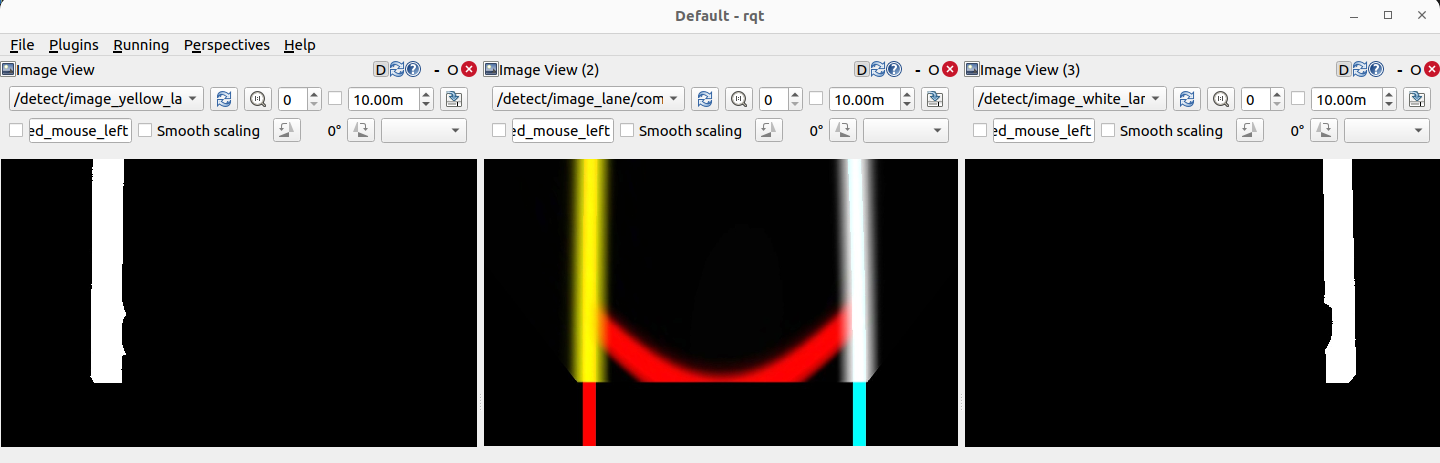 Default - rqt
File Plugins Running Perspectives Help
Image View D - O
Image View (2) D - O
Image View (3) D - O
/detect/image_yellow_la 0 10.00m
/detect/image_lane/com 0 10.00m
/detect/image_white_lar 0 10.00m
ed_mouse_left Smooth scaling 0°
ed_mouse_left Smooth scaling 0°
ed_mouse_left Smooth scaling 0°